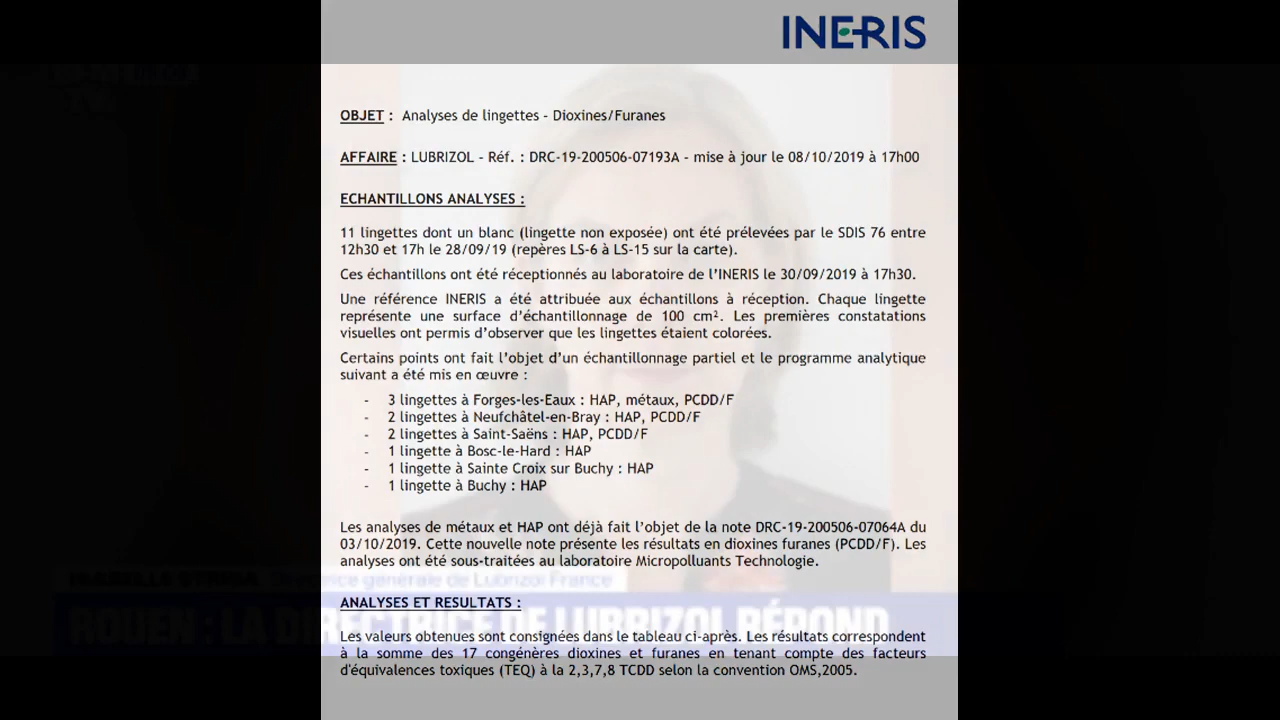 INERIS
OBJET : Analyses de lingettes - Dioxines/Furanes
AFFAIRE : LUBRIZOL - Réf. : DRC-19-200506-07193A - mise à jour le 08/10/2019 à 17h00
ECHANTILLONS ANALYSES :
11 lingettes dont un blanc (lingette non exposée) ont été prélevées par le SDIS 76 entre
12h30 et 17h le 28/09/19 (repères LS-6 à LS-15 sur la carte).
Ces échantillons ont été réceptionnés au laboratoire de l'INERIS le 30/09/2019 à 17h30.
Une référence INERIS a été attribuée aux échantillons à réception. Chaque lingette
représente une surface d'échantillonnage de 100 cm². Les premières constatations
visuelles ont permis d'observer que les lingettes étaient colorées.
Certains points ont fait l'objet d'un échantillonnage partiel et le programme analytique
suivant a été mis en œuvre :
- 3 lingettes à Forges-les-Eaux : HAP, métaux, PCDD/F
- 2 lingettes à Neufchâtel-en-Bray : HAP, PCDD/F
- 2 lingettes à Saint-Saëns : HAP, PCDD/F
- 1 lingette à Bosc-le-Hard : HAP
- 1 lingette à Sainte Croix sur Buchy : HAP
- 1 lingette à Buchy : HAP
Les analyses de métaux et HAP ont déjà fait l'objet de la note DRC-19-200506-07064A du
03/10/2019. Cette nouvelle note présente les résultats en dioxines furanes (PCDD/F). Les
analyses ont été sous-traitées au laboratoire Micropolluants Technologie.
Directrice générale de Lubrizol France
ANALYSES ET RESULTATS :
ROUEN : LA DIRECTRICE DE LUBRIZOL RÉPOND
Les valeurs obtenues sont consignées dans le tableau ci-après. Les résultats correspondent
à la somme des 17 congénères dioxines et furanes en tenant compte des facteurs
d'équivalences toxiques (TEQ) à la 2,3,7,8 TCDD selon la convention OMS,2005.